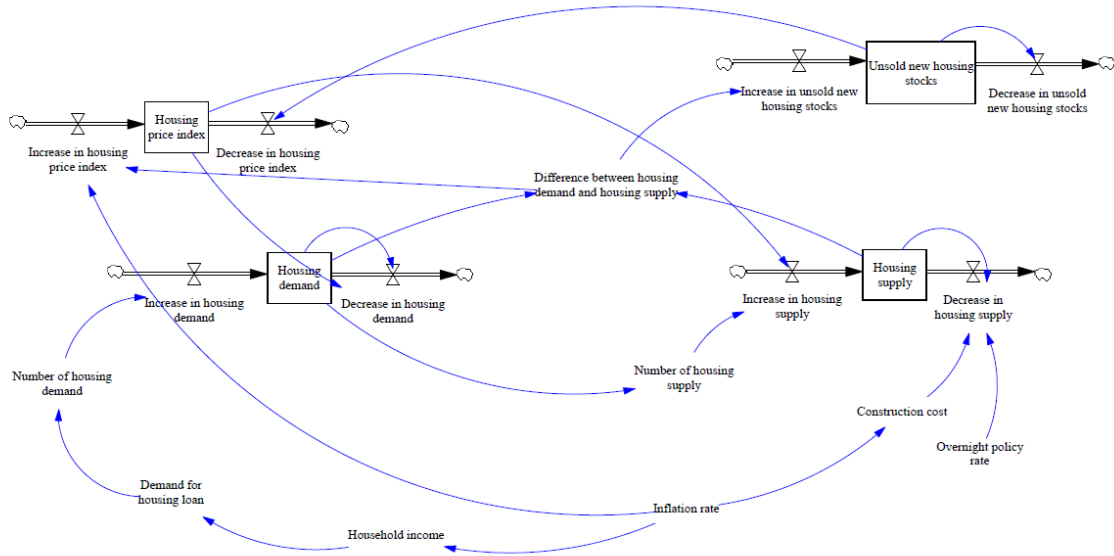 Unsold new housing
stocks
Increase in unsold new
housing stocks
Decrease in unsold
new housing stocks
Housing
price index
Increase in housing
price index
Decrease in housing
price index
Difference between housing
demand and housing supply
Housing
demand
Increase in housing
demand
Decrease in housing
demand
Housing
supply
Increase in housing
supply
Decrease in
housing supply
Number of housing
demand
Number of housing
supply
Construction cost
Overnight policy
rate
Demand for
housing loan
Inflation rate
Household income